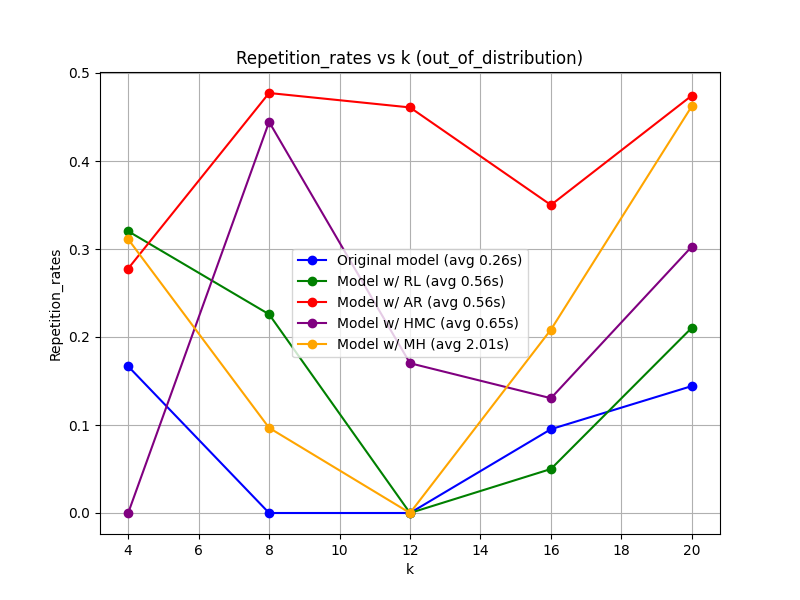 Repetition_rates vs k (out_of_distribution)
Repetition_rates
0.5
0.4
0.3
0.2
0.1
0.0
Original model (avg 0.26s)
Model w/ RL (avg 0.56s)
Model w/ AR (avg 0.56s)
Model w/ HMC (avg 0.65s)
Model w/ MH (avg 2.01s)
4 6 8 10 12 14 16 18 20
k